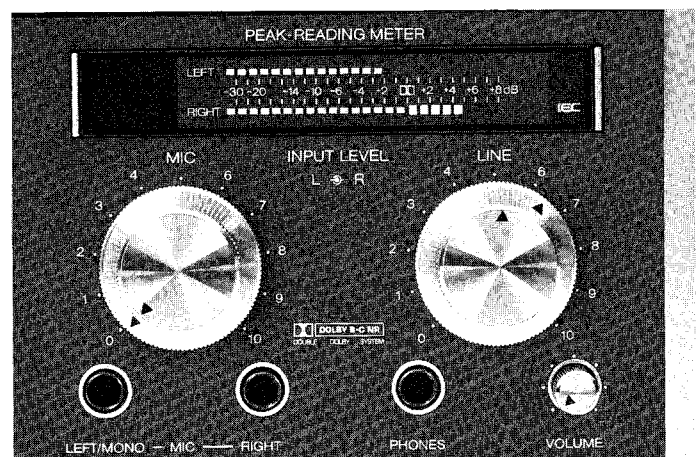 PEAK-READING METER
LEFT
-30 -20 -14 -10 -6 -4 -2 +2 +4 +6 +8 dB
RIGHT
IEC
MIC
INPUT LEVEL
LINE
L R
0 1 2 3 4 6 7 8 9 10
0 1 2 3 4 6 7 8 9 10
DOLBY B-C NR
DOUBLE DOLBY SYSTEM
LEFT/MONO – MIC — RIGHT
PHONES
VOLUME